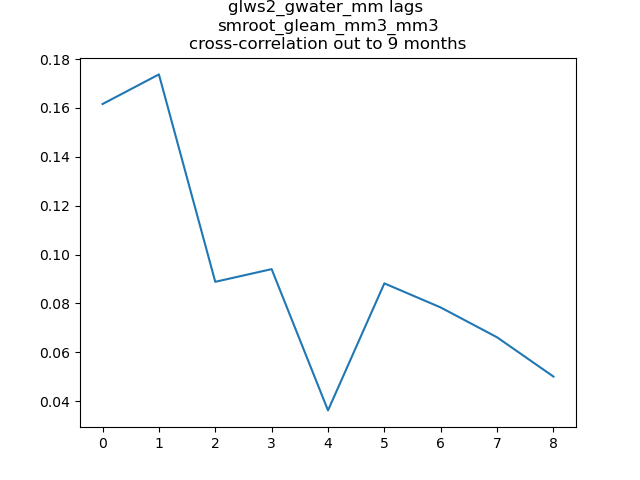 glws2_gwater_mm lags
smroot_gleam_mm3_mm3
cross-correlation out to 9 months
0.18
0.16
0.14
0.12
0.10
0.08
0.06
0.04
0 1 2 3 4 5 6 7 8